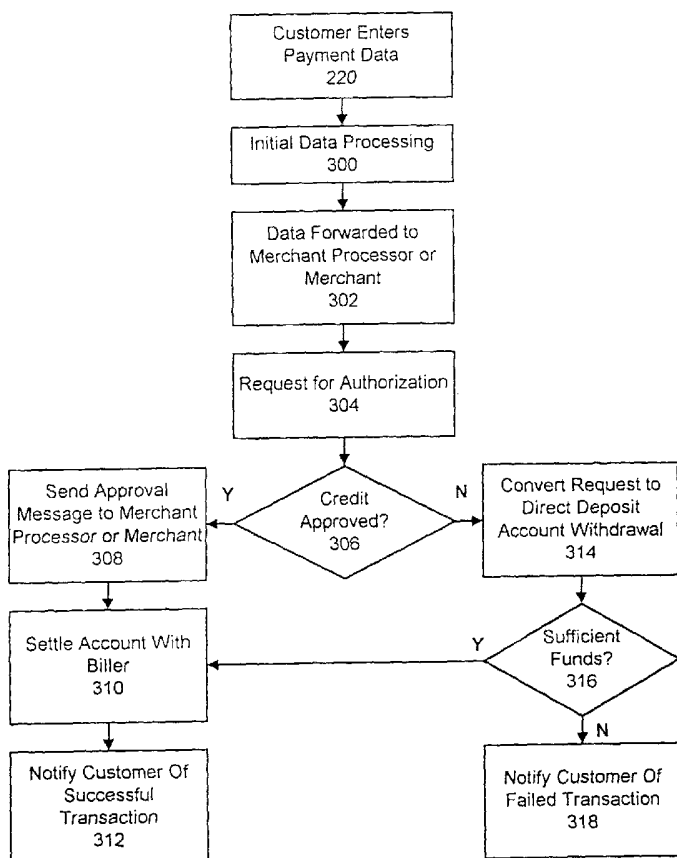 Customer Enters
Payment Data
220
Initial Data Processing
300
Data Forwarded to
Merchant Processor or
Merchant
302
Request for Authorization
304
Credit
Approved?
306
Y
N
Send Approval
Message to Merchant
Processor or Merchant
308
Convert Request to
Direct Deposit
Account Withdrawal
314
Settle Account With
Biller
310
Y
Sufficient
Funds?
316
N
Notify Customer Of
Successful
Transaction
312
Notify Customer Of
Failed Transaction
318